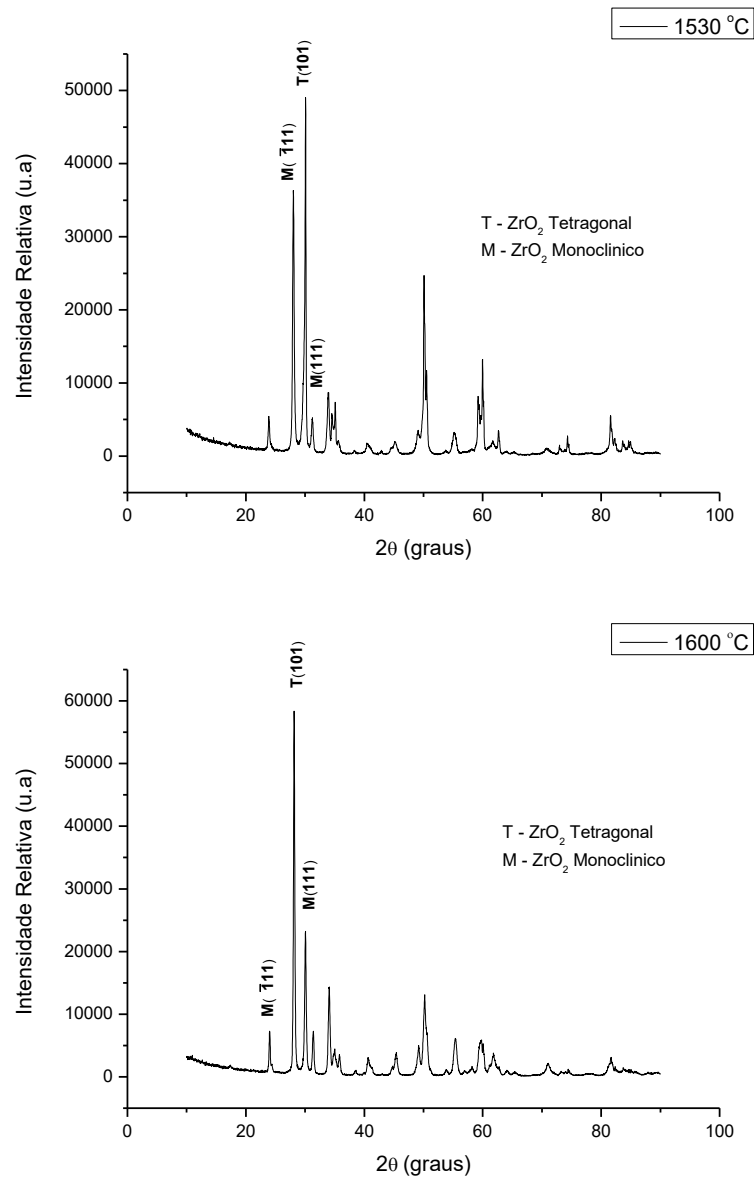 1530 °C
T(101)
M( 1̅11)
M(111)
T - ZrO₂ Tetragonal
M - ZrO₂ Monoclinico
Intensidade Relativa (u.a)
50000
40000
30000
20000
10000
0
0 20 40 60 80 100
2θ (graus)
1600 °C
T(101)
M(111)
M( 1̅11)
T - ZrO₂ Tetragonal
M - ZrO₂ Monoclinico
Intensidade Relativa (u.a)
60000
50000
40000
30000
20000
10000
0
0 20 40 60 80 100
2θ (graus)